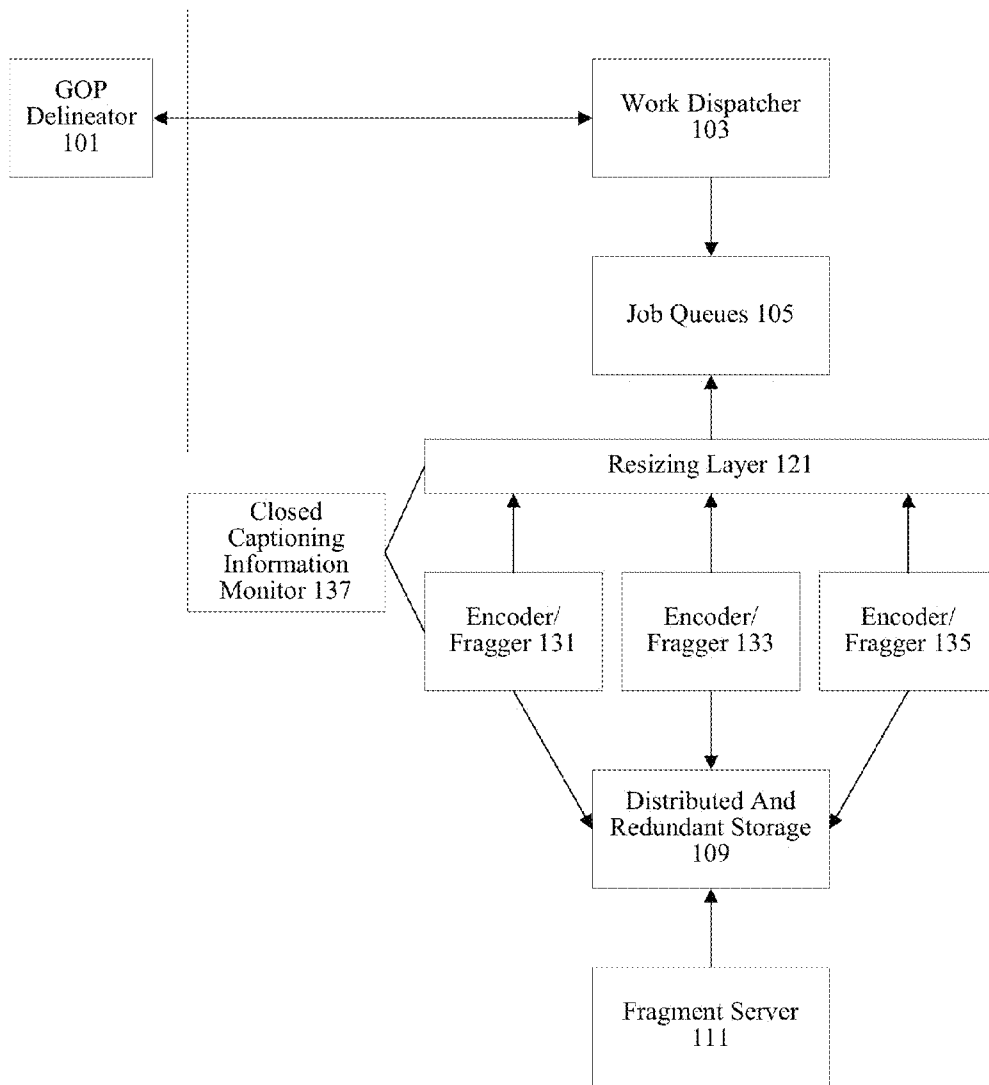 GOP
Delineator
101
Work Dispatcher
103
Job Queues 105
Resizing Layer 121
Closed
Captioning
Information
Monitor 137
Encoder/
Fragger 131
Encoder/
Fragger 133
Encoder/
Fragger 135
Distributed And
Redundant Storage
109
Fragment Server
111